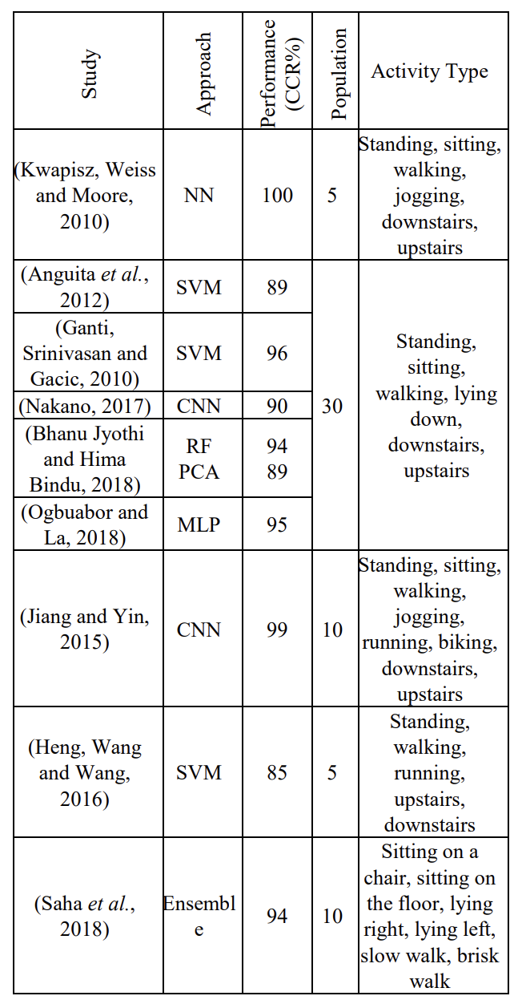 Study
Approach
Performance
(CCR%)
Population
Activity Type
(Kwapisz, Weiss
and Moore,
2010)
NN
100
5
Standing, sitting,
walking,
jogging,
downstairs,
upstairs
(Anguita et al.,
2012)
SVM
89
30
Standing,
sitting,
walking, lying
down,
downstairs,
upstairs
(Ganti,
Srinivasan and
Gacic, 2010)
SVM
96
(Nakano, 2017)
CNN
90
(Bhanu Jyothi
and Hima
Bindu, 2018)
RF
PCA
94
89
(Ogbuabor and
La, 2018)
MLP
95
(Jiang and Yin,
2015)
CNN
99
10
Standing, sitting,
walking,
jogging,
running, biking,
downstairs,
upstairs
(Heng, Wang
and Wang,
2016)
SVM
85
5
Standing,
walking,
running,
upstairs,
downstairs
(Saha et al.,
2018)
Ensembl
e
94
10
Sitting on a
chair, sitting on
the floor, lying
right, lying left,
slow walk, brisk
walk